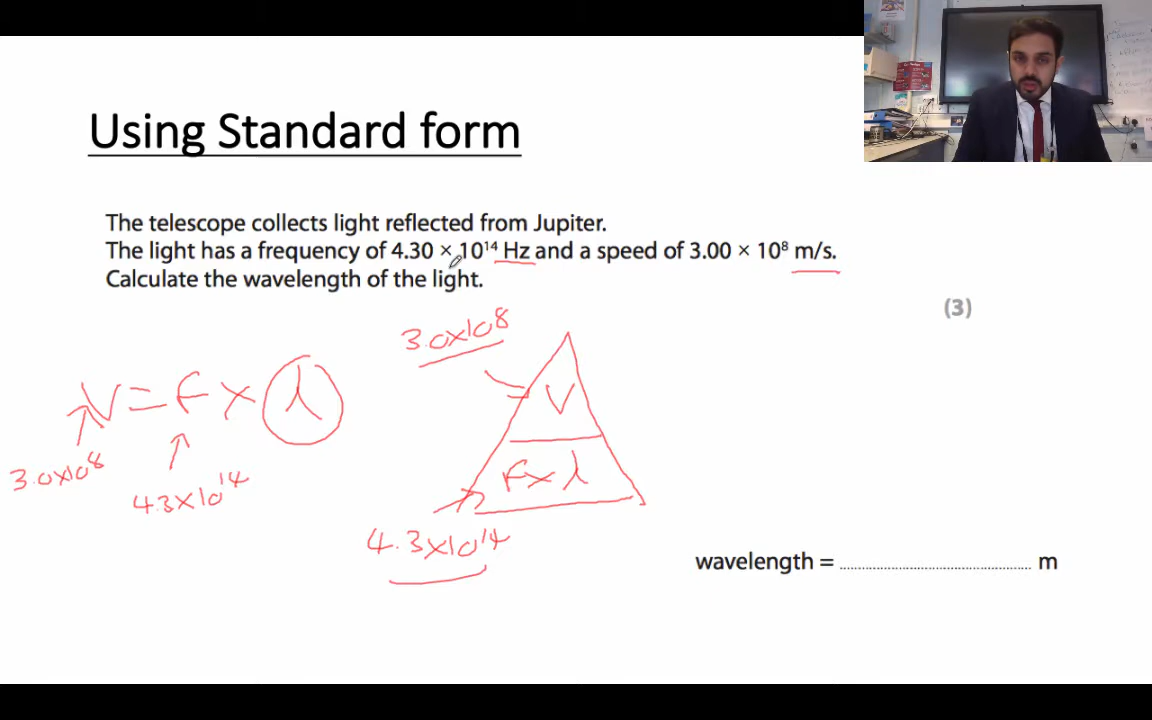 Using Standard form
The telescope collects light reflected from Jupiter.
The light has a frequency of 4.30 × 10¹⁴ Hz and a speed of 3.00 × 10⁸ m/s.
Calculate the wavelength of the light.
(3)
3.0x10⁸
V = F x λ
V
F x λ
3.0x10⁸
4.3x10¹⁴
4.3x10¹⁴
wavelength = ............................................... m